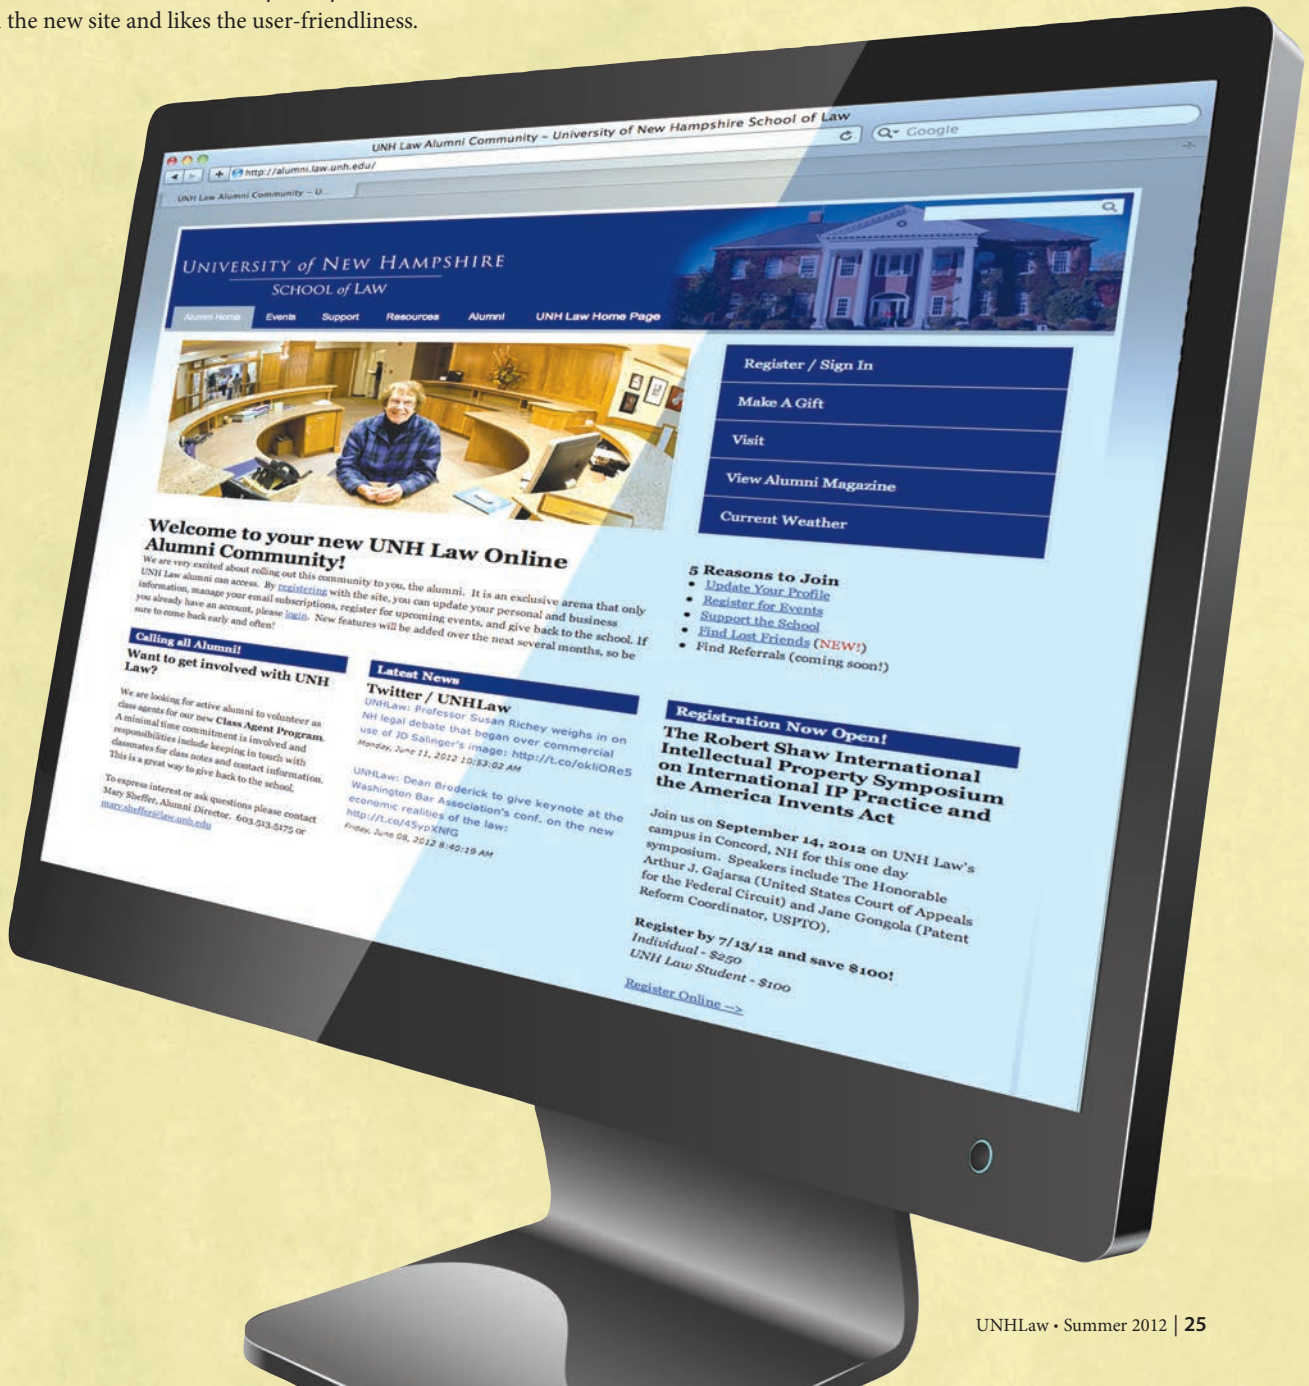 the new site and likes the user-friendliness.
UNH Law Alumni Community – University of New Hampshire School of Law
http://alumni.law.unh.edu/
Google
UNH Law Alumni Community – U...
UNIVERSITY of NEW HAMPSHIRE
SCHOOL of LAW
Alumni Home Events Support Resources Alumni UNH Law Home Page
Register / Sign In
Make A Gift
Visit
View Alumni Magazine
Current Weather
Welcome to your new UNH Law Online
Alumni Community!
We are very excited about rolling out this community to you, the alumni. It is an exclusive arena that only
UNH Law alumni can access. By registering with the site, you can update your personal and business
information, manage your email subscriptions, register for upcoming events, and give back to the school. If
you already have an account, please login. New features will be added over the next several months, so be
sure to come back early and often!
5 Reasons to Join
• Update Your Profile
• Register for Events
• Support the School
• Find Lost Friends (NEW!)
• Find Referrals (coming soon!)
Calling all Alumni!
Want to get involved with UNH
Law?
We are looking for active alumni to volunteer as
class agents for our new Class Agent Program.
A minimal time commitment is involved and
responsibilities include keeping in touch with
classmates for class notes and contact information.
This is a great way to give back to the school.
To express interest or ask questions please contact
Mary Sheffer, Alumni Director. 603.513.5175 or
mary.sheffer@law.unh.edu
Latest News
Twitter / UNHLaw
UNHLaw: Professor Susan Richey weighs in on
NH legal debate that began over commercial
use of JD Salinger's image: http://t.co/okliORe5
Monday, June 11, 2012 10:53:02 AM
UNHLaw: Dean Broderick to give keynote at the
Washington Bar Association's conf. on the new
economic realities of the law:
http://t.co/45ypXNfG
Friday, June 08, 2012 8:40:19 AM
Registration Now Open!
The Robert Shaw International
Intellectual Property Symposium
on International IP Practice and
the America Invents Act
Join us on September 14, 2012 on UNH Law's
campus in Concord, NH for this one day
symposium. Speakers include The Honorable
Arthur J. Gajarsa (United States Court of Appeals
for the Federal Circuit) and Jane Gongola (Patent
Reform Coordinator, USPTO).
Register by 7/13/12 and save $100!
Individual - $250
UNH Law Student - $100
Register Online -->
UNHLaw • Summer 2012 | 25